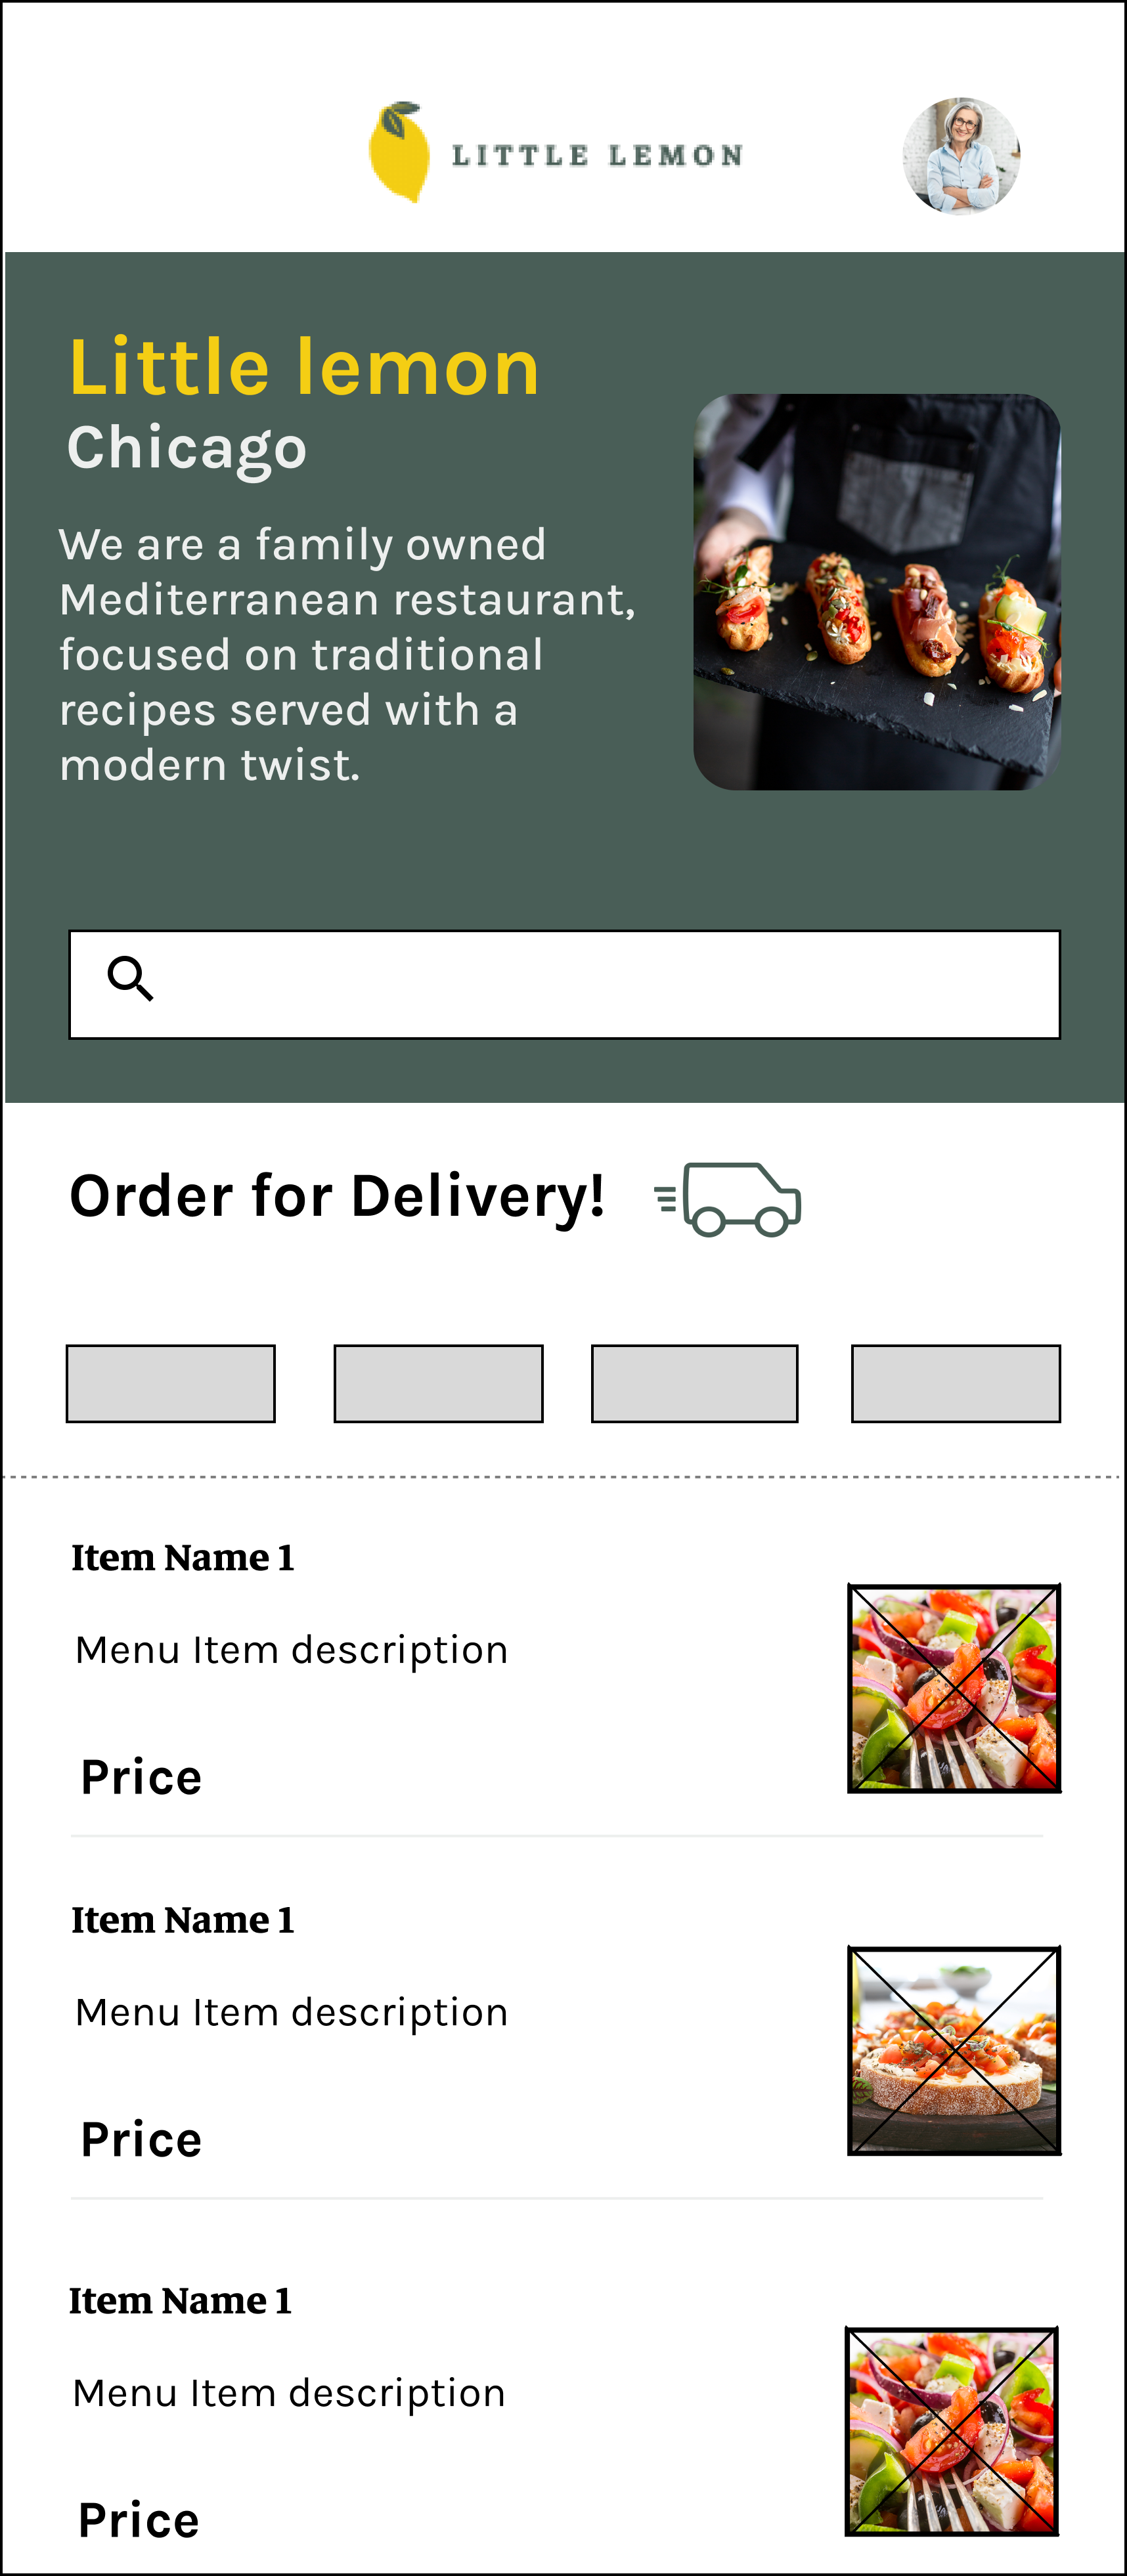 LITTLE LEMON
Little lemon
Chicago
We are a family owned
Mediterranean restaurant,
focused on traditional
recipes served with a
modern twist.
Order for Delivery!
Item Name 1
Menu Item description
Price
Item Name 1
Menu Item description
Price
Item Name 1
Menu Item description
Price